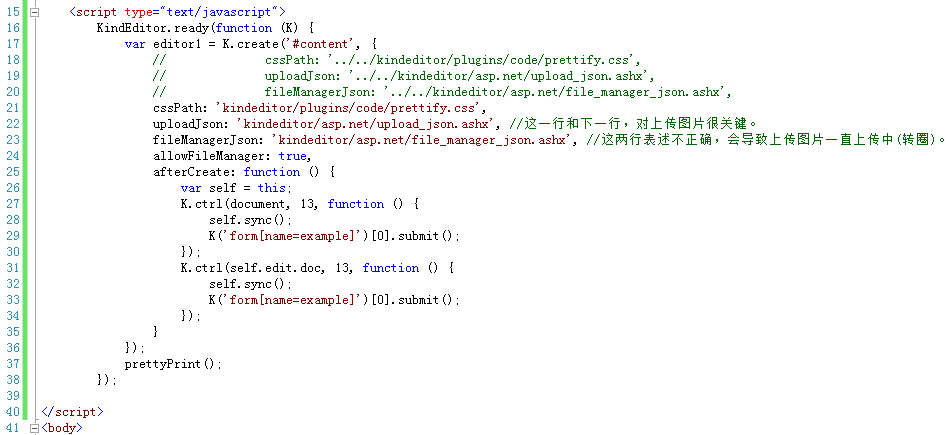 15 <script type="text/javascript">
16 KindEditor.ready(function (K) {
17 var editor1 = K.create('#content', {
18 // cssPath: '../../kindeditor/plugins/code/prettify.css',
19 // uploadJson: '../../kindeditor/asp.net/upload_json.ashx',
20 // fileManagerJson: '../../kindeditor/asp.net/file_manager_json.ashx',
21 cssPath: 'kindeditor/plugins/code/prettify.css',
22 uploadJson: 'kindeditor/asp.net/upload_json.ashx', //这一行和下一行，对上传图片很关键。
23 fileManagerJson: 'kindeditor/asp.net/file_manager_json.ashx', //这两行表述不正确，会导致上传图片一直上传中(转圈)。
24 allowFileManager: true,
25 afterCreate: function () {
26 var self = this;
27 K.ctrl(document, 13, function () {
28 self.sync();
29 K('form[name=example]')[0].submit();
30 });
31 K.ctrl(self.edit.doc, 13, function () {
32 self.sync();
33 K('form[name=example]')[0].submit();
34 });
35 }
36 });
37 prettyPrint();
38 });
39
40 </script>
41 <body>